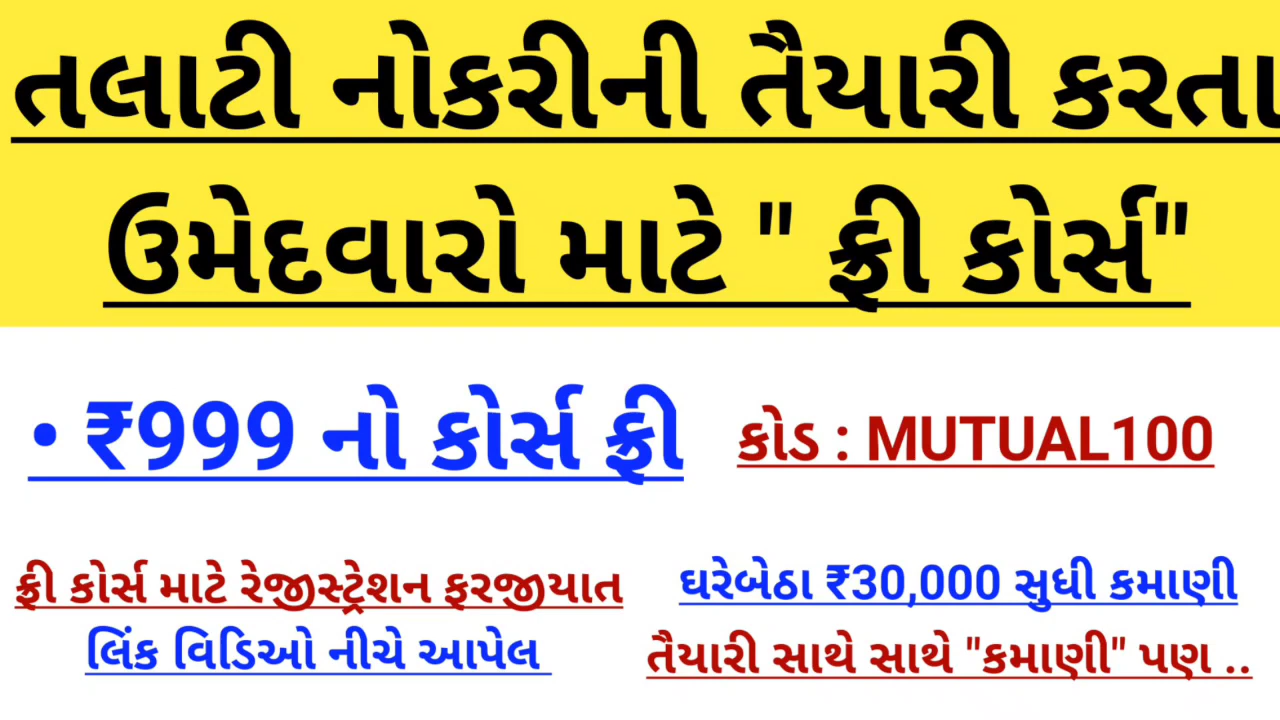 તલાટી નોકરીની તૈયારી કરતા
ઉમેદવારો માટે " ફ્રી કોર્સ"
• ₹999 નો કોર્સ ફ્રી
કોડ : MUTUAL100
ફ્રી કોર્સ માટે રેજીસ્ટ્રેશન ફરજીયાત
લિંક વિડિઓ નીચે આપેલ
ઘરેબેઠા ₹30,000 સુધી કમાણી
તૈયારી સાથે સાથે "કમાણી" પણ ..